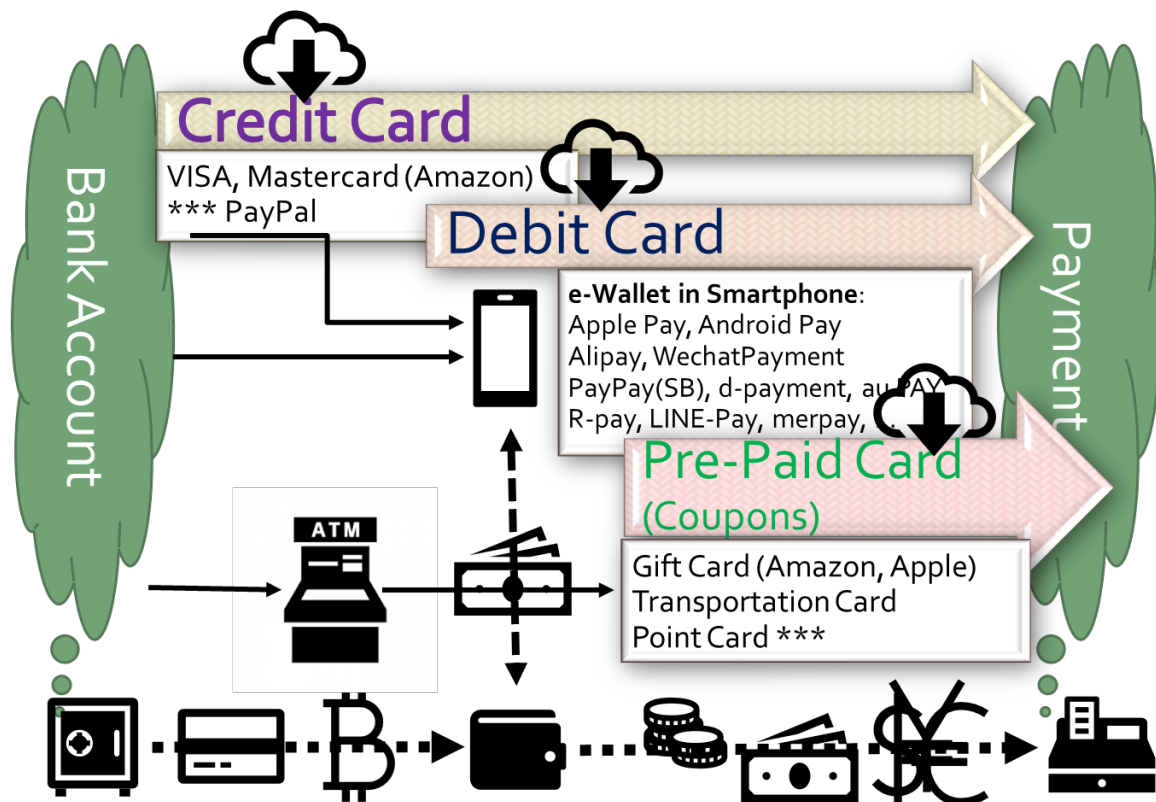 Credit Card
VISA, Mastercard (Amazon)
*** PayPal
Debit Card
e-Wallet in Smartphone:
Apple Pay, Android Pay
Alipay, WechatPayment
PayPay(SB), d-payment, au PAY
R-pay, LINE-Pay, merpay,
Pre-Paid Card
(Coupons)
Gift Card (Amazon, Apple)
Transportation Card
Point Card ***
Bank Account
Payment
ATM